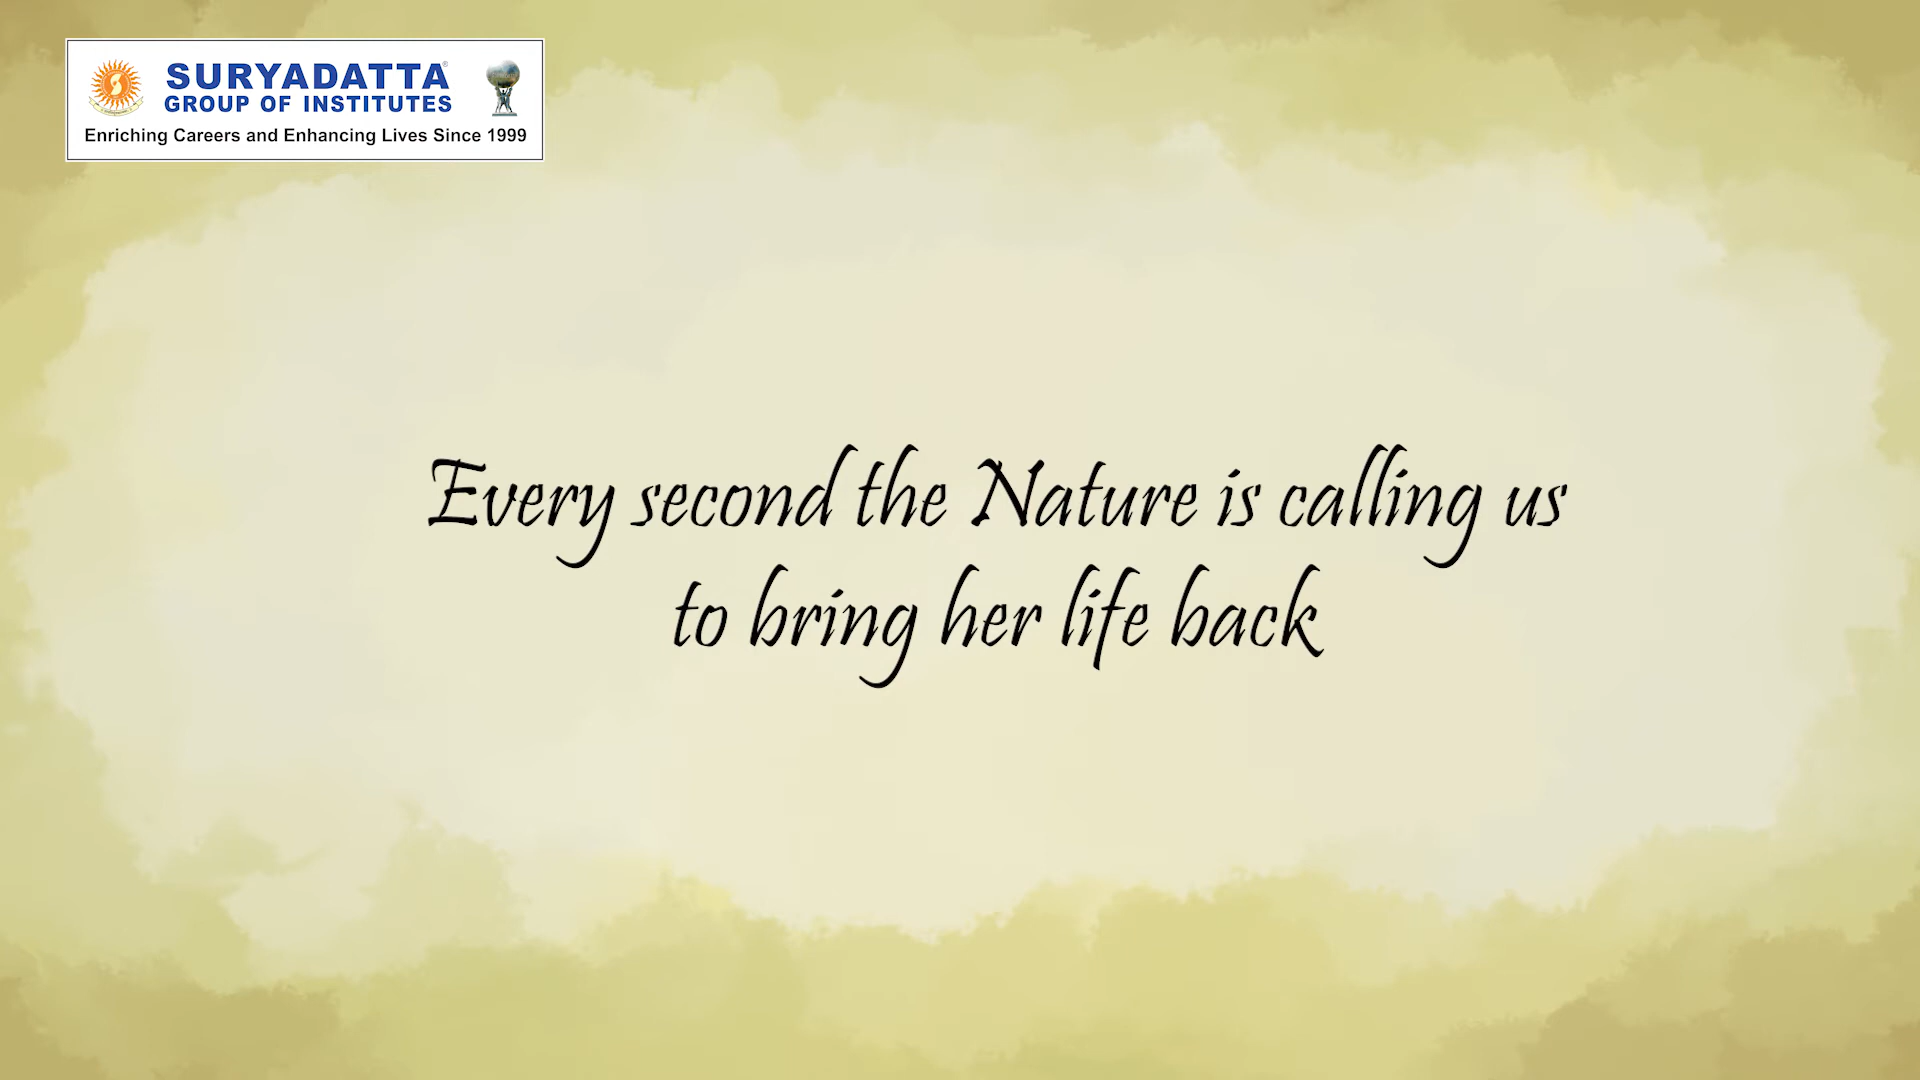 SURYADATTA®
GROUP OF INSTITUTES
Enriching Careers and Enhancing Lives Since 1999
Every second the Nature is calling us
to bring her life back